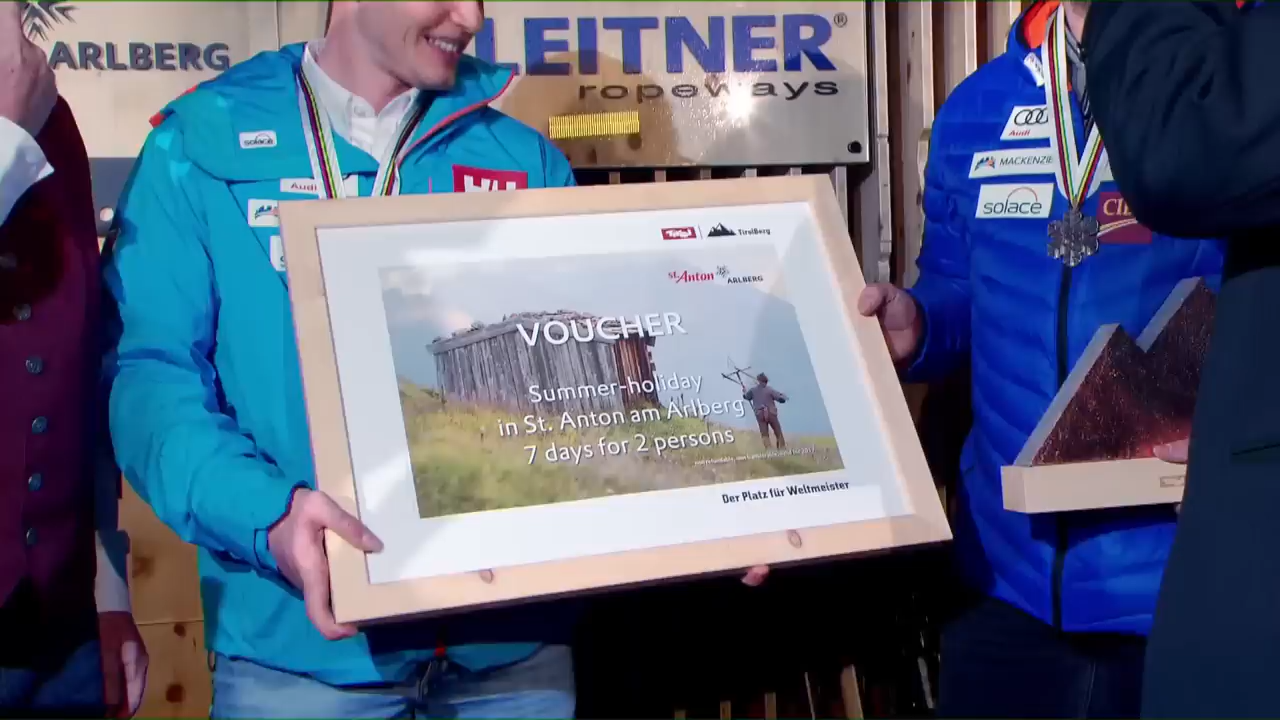 ARLBERG
LEITNER®
ropeways
solace
Audi
HH
Audi
MACKENZIE
solace
Tirol
TirolBerg
St. Anton
ARLBERG
VOUCHER
Summer-holiday
in St. Anton am Arlberg
7 days for 2 persons
Der Platz für Weltmeister